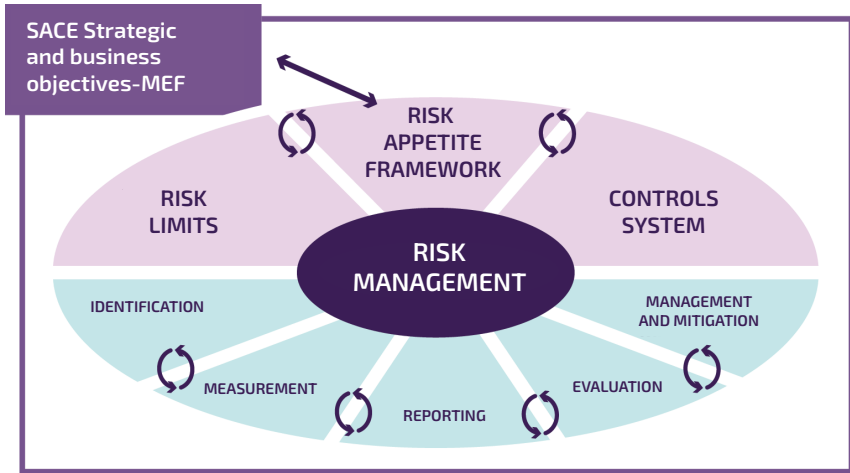 SACE Strategic
and business
objectives-MEF
RISK
APPETITE
FRAMEWORK
RISK
LIMITS
CONTROLS
SYSTEM
RISK
MANAGEMENT
IDENTIFICATION
MANAGEMENT
AND MITIGATION
MEASUREMENT
EVALUATION
REPORTING